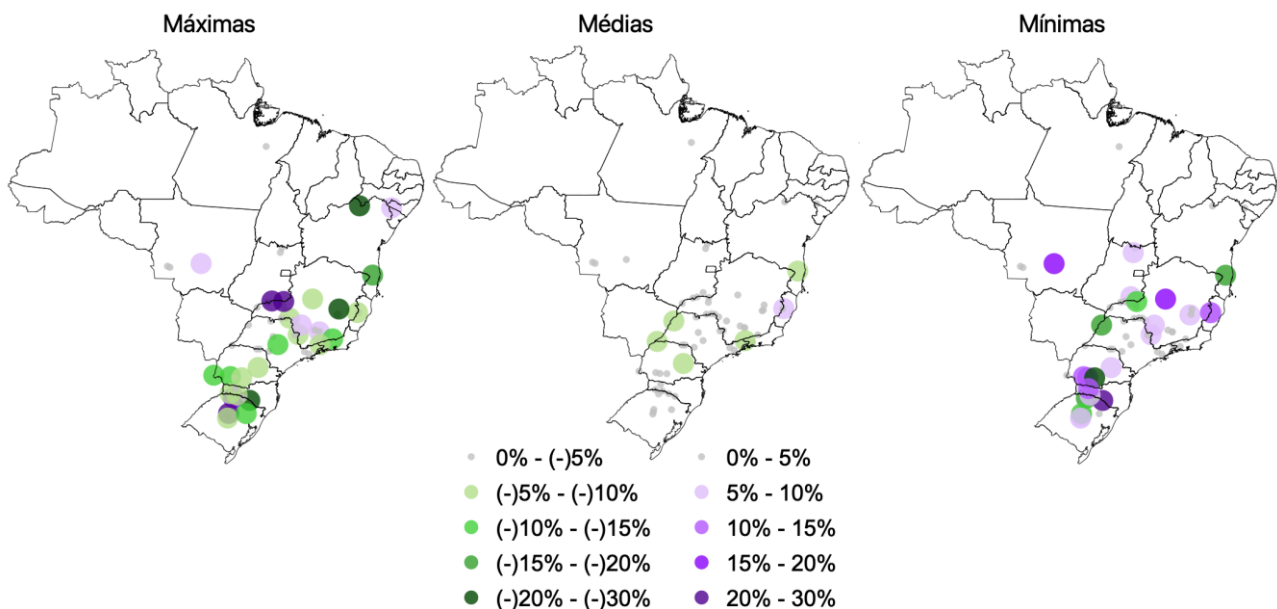 Máximas Médias Mínimas
0% - (-)5% 0% - 5%
(-)5% - (-)10% 5% - 10%
(-)10% - (-)15% 10% - 15%
(-)15% - (-)20% 15% - 20%
(-)20% - (-)30% 20% - 30%